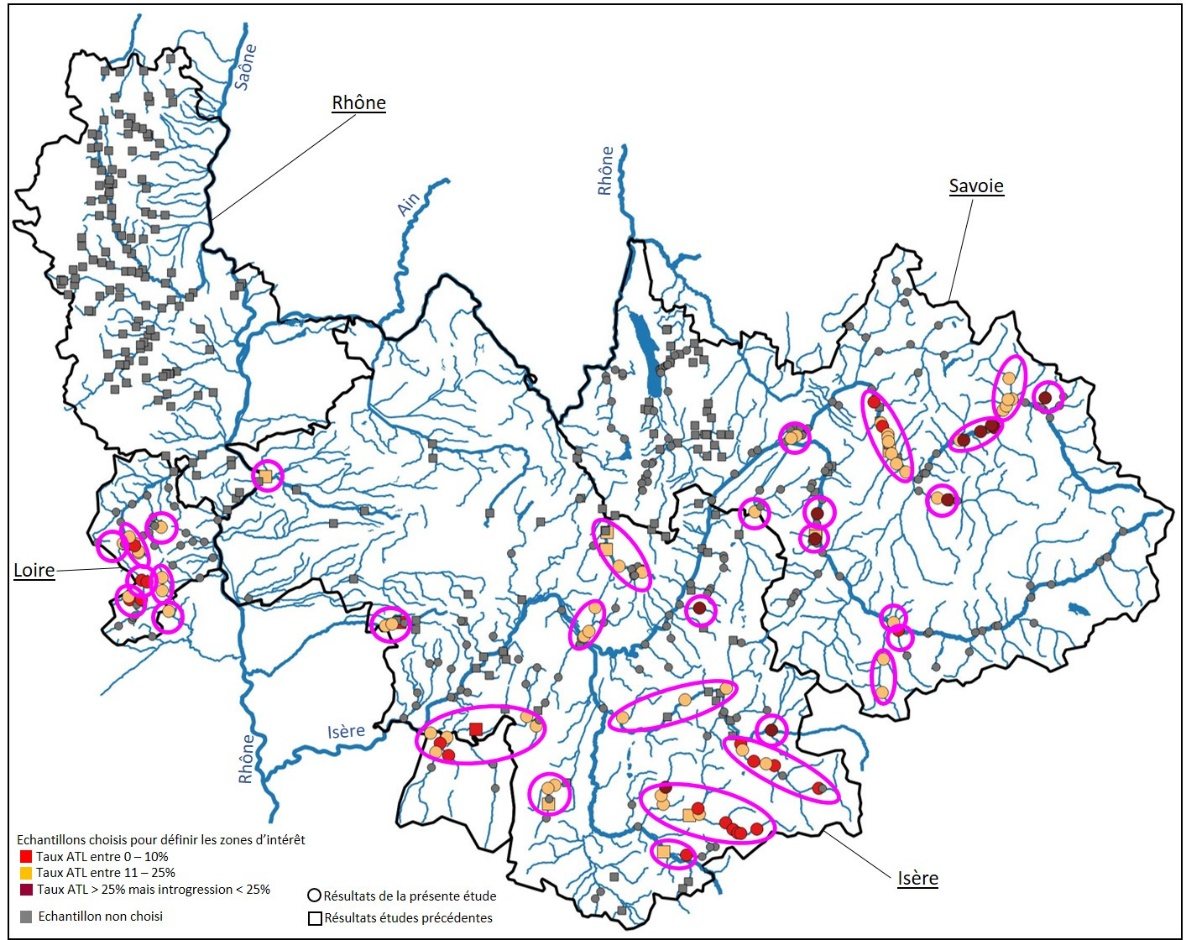 Saône
Rhône
Rhône
Ain
Savoie
Loire
Isère
Rhône
Isère
Echantillons choisis pour définir les zones d'intérêt
Taux ATL entre 0 – 10%
Taux ATL entre 11 – 25%
Taux ATL > 25% mais introgression < 25%
Echantillon non choisi
Résultats de la présente étude
Résultats études précédentes